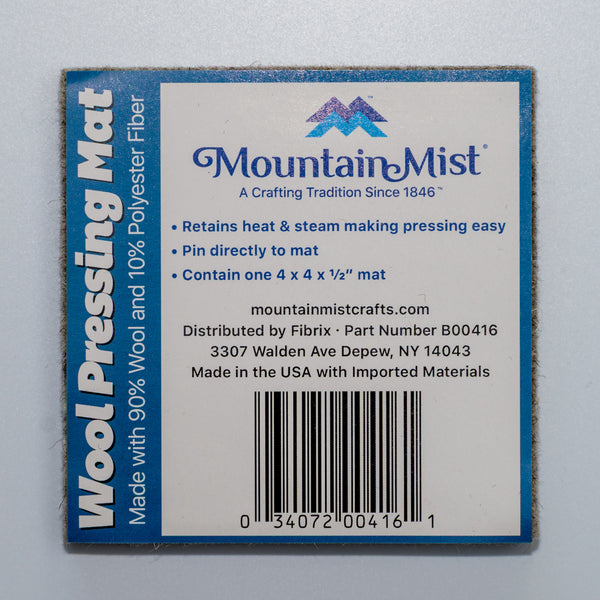 Wool Pressing Mat
Made with 90% Wool and 10% Polyester Fiber
™
MountainMist®
A Crafting Tradition Since 1846™
• Retains heat & steam making pressing easy
• Pin directly to mat
• Contain one 4 x 4 x ½" mat
mountainmistcrafts.com
Distributed by Fibrix · Part Number B00416
3307 Walden Ave Depew, NY 14043
Made in the USA with Imported Materials
0 34072 00416 1